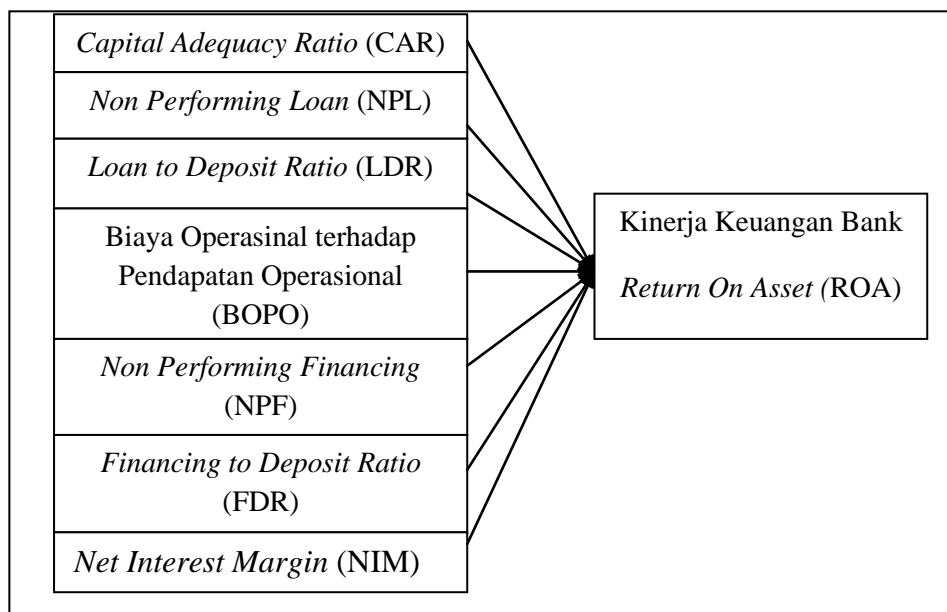 Capital Adequacy Ratio (CAR)
Non Performing Loan (NPL)
Loan to Deposit Ratio (LDR)
Biaya Operasinal terhadap
Pendapatan Operasional
(BOPO)
Non Performing Financing
(NPF)
Financing to Deposit Ratio
(FDR)
Net Interest Margin (NIM)
Kinerja Keuangan Bank
Return On Asset (ROA)